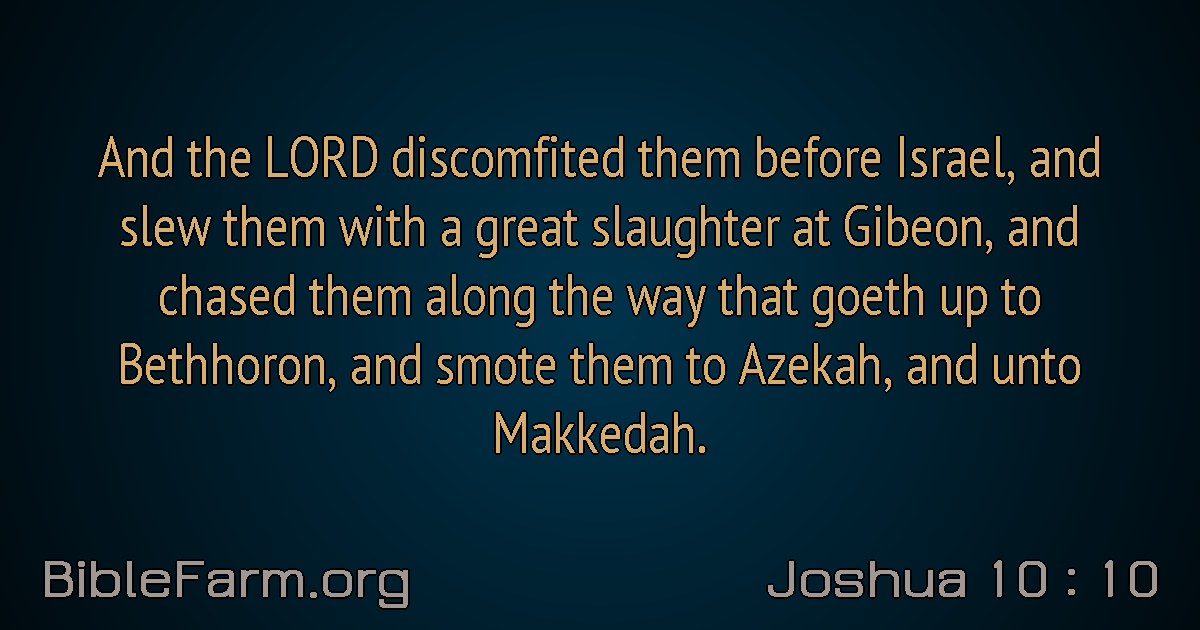 And the LORD discomfited them before Israel, and
slew them with a great slaughter at Gibeon, and
chased them along the way that goeth up to
Bethhoron, and smote them to Azekah, and unto
Makkedah.
BibleFarm.org
Joshua 10 : 10